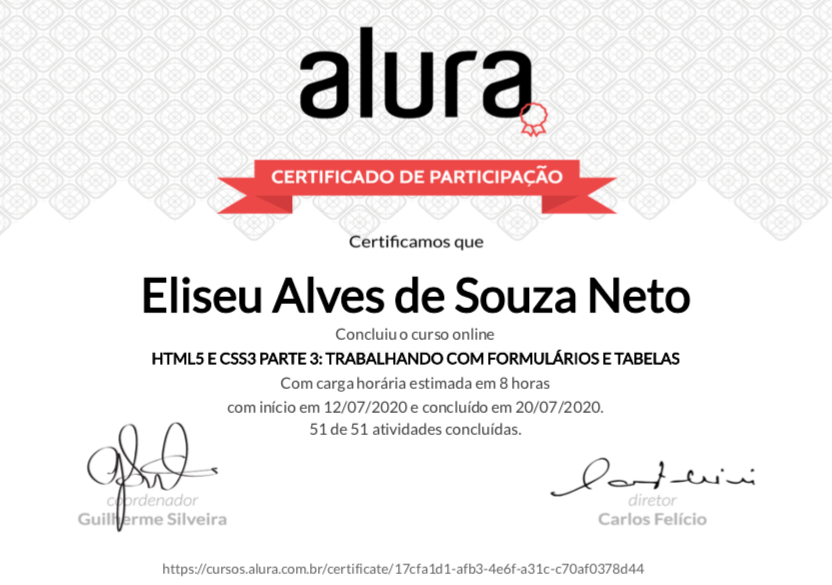 alura
CERTIFICADO DE PARTICIPAÇÃO
Certificamos que
Eliseu Alves de Souza Neto
Concluiu o curso online
HTML5 E CSS3 PARTE 3: TRABALHANDO COM FORMULÁRIOS E TABELAS
Com carga horária estimada em 8 horas
com início em 12/07/2020 e concluído em 20/07/2020.
51 de 51 atividades concluídas.
coordenador
Guilherme Silveira
diretor
Carlos Felício
https://cursos.alura.com.br/certificate/17cfa1d1-afb3-4e6f-a31c-c70af0378d44